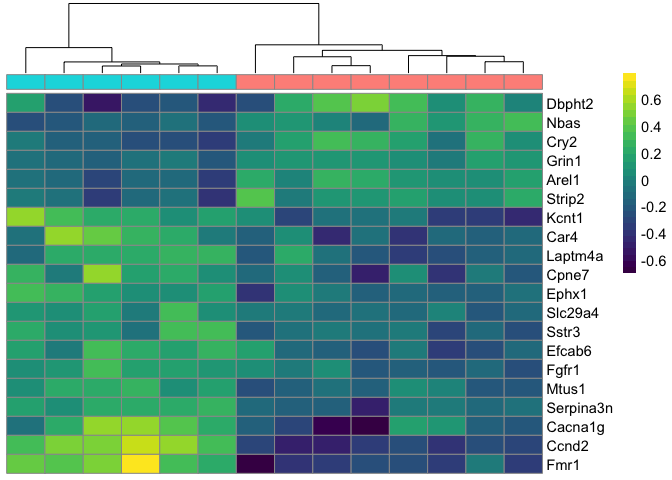 Dbpht2
Nbas
Cry2
Grin1
Arel1
Strip2
Kcnt1
Car4
Laptm4a
Cpne7
Ephx1
Slc29a4
Sstr3
Efcab6
Fgfr1
Mtus1
Serpina3n
Cacna1g
Ccnd2
Fmr1
0.6
0.4
0.2
0
-0.2
-0.4
-0.6